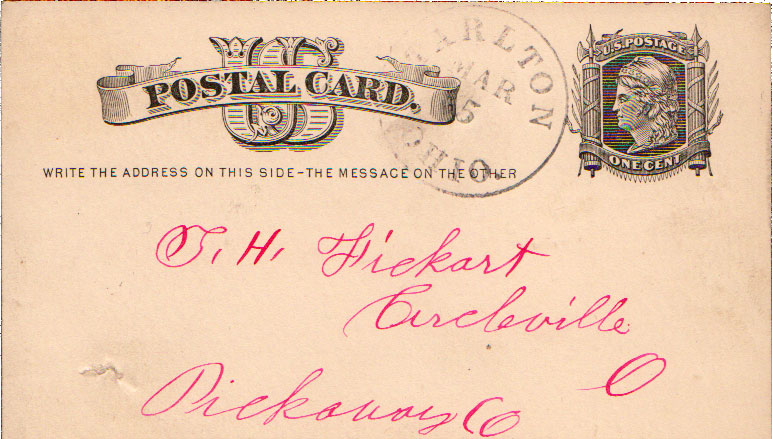 US
POSTAL CARD.
ARLTON
MAR
5
OHIO
U.S. POSTAGE
ONE CENT
WRITE THE ADDRESS ON THIS SIDE–THE MESSAGE ON THE OTHER
T. H. Fickart
Circleville
O
Pickaway Co